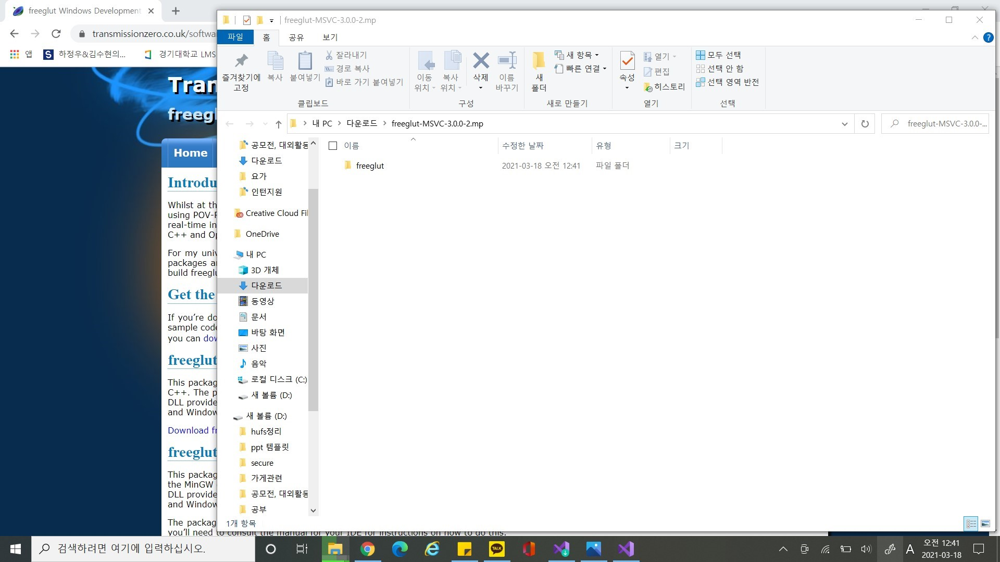 freeglut Windows Development
transmissionzero.co.uk/softwa
앱
하정우&김수현의...
경기대학교 LMS
Tran
freegl
Home
Introdu
Whilst at th
using POV-
real-time in
C++ and Op
For my univ
packages a
build freeglu
Get the
If you’re do
sample code
you can dow
freeglut
This packag
C++. The p
DLL provide
and Window
Download fr
freeglut
This packag
the MinGW
DLL provide
and Window
The packag
you’ll need to consult the manual for your IDE for instructions on how to do this.
freeglut-MSVC-3.0.0-2.mp
파일
홈
공유
보기
즐겨찾기에
고정
복사
붙여넣기
잘라내기
경로 복사
바로 가기 붙여넣기
클립보드
이동
위치
복사
위치
삭제
이름
바꾸기
구성
새
폴더
새 항목
빠른 연결
새로 만들기
속성
열기
편집
히스토리
열기
모두 선택
선택 안 함
선택 영역 반전
선택
내 PC > 다운로드 > freeglut-MSVC-3.0.0-2.mp
freeglut-MSVC-3.0.0-...
공모전, 대외활동
다운로드
요가
인턴지원
Creative Cloud Fil
OneDrive
내 PC
3D 개체
다운로드
동영상
문서
바탕 화면
사진
음악
로컬 디스크 (C:)
새 볼륨 (D:)
새 볼륨 (D:)
hufs정리
ppt 템플릿
secure
가게관련
공모전, 대외활동
공부
이름 수정한 날짜 유형 크기
freeglut 2021-03-18 오전 12:41 파일 폴더
1개 항목
검색하려면 여기에 입력하십시오.
TALK
A
오전 12:41
2021-03-18